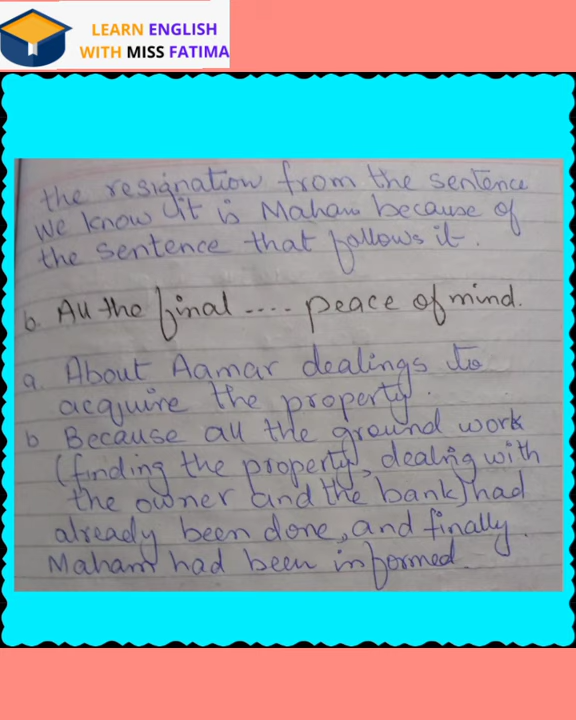 LEARN ENGLISH
WITH MISS FATIMA
the resignation from the sentence
we know it is Maham because of
the sentence that follows it.
6. All the final .... peace of mind.
a. About Aamar dealings to
acquire the property.
b Because all the ground work
(finding the property, dealing with
the owner and the bank) had
already been done, and finally.
Maham had been informed.